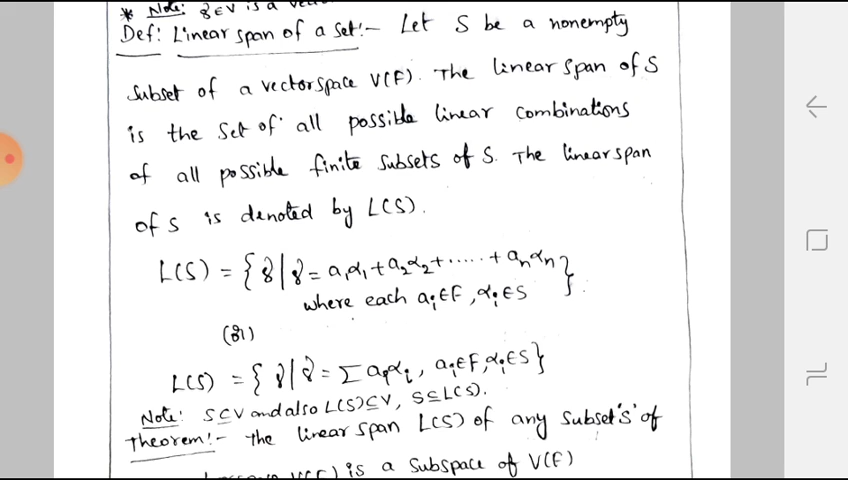 * Note: γ∈V is a
Def: Linear span of a set:- Let S be a nonempty
subset of a vectorspace V(F). The linear span of S
is the set of all possible linear combinations
of all possible finite subsets of S. The linear span
of S is denoted by L(S).
L(S) = {γ|γ = a₁α₁+a₂α₂+......+aₙαₙ}
where each aᵢ∈F, αᵢ∈S
(or)
L(S) = {γ|γ = Σaᵢαᵢ, aᵢ∈F, αᵢ∈S}
Note: S⊆V and also L(S)⊆V, S⊆L(S).
Theorem:- The linear span L(S) of any subset 'S' of
is a subspace of V(F)